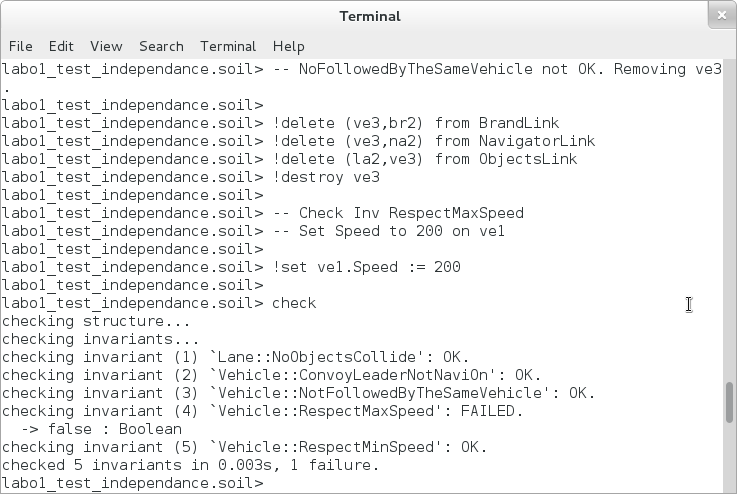 Terminal
×
File Edit View Search Terminal Help
labo1_test_independance.soil> -- NoFollowedByTheSameVehicle not OK. Removing ve3
.
labo1_test_independance.soil>
labo1_test_independance.soil> !delete (ve3,br2) from BrandLink
labo1_test_independance.soil> !delete (ve3,na2) from NavigatorLink
labo1_test_independance.soil> !delete (la2,ve3) from ObjectsLink
labo1_test_independance.soil> !destroy ve3
labo1_test_independance.soil>
labo1_test_independance.soil> -- Check Inv RespectMaxSpeed
labo1_test_independance.soil> -- Set Speed to 200 on ve1
labo1_test_independance.soil>
labo1_test_independance.soil> !set ve1.Speed := 200
labo1_test_independance.soil>
labo1_test_independance.soil> check
checking structure...
checking invariants...
checking invariant (1) `Lane::NoObjectsCollide': OK.
checking invariant (2) `Vehicle::ConvoyLeaderNotNaviOn': OK.
checking invariant (3) `Vehicle::NotFollowedByTheSameVehicle': OK.
checking invariant (4) `Vehicle::RespectMaxSpeed': FAILED.
  -> false : Boolean
checking invariant (5) `Vehicle::RespectMinSpeed': OK.
checked 5 invariants in 0.003s, 1 failure.
labo1_test_independance.soil>